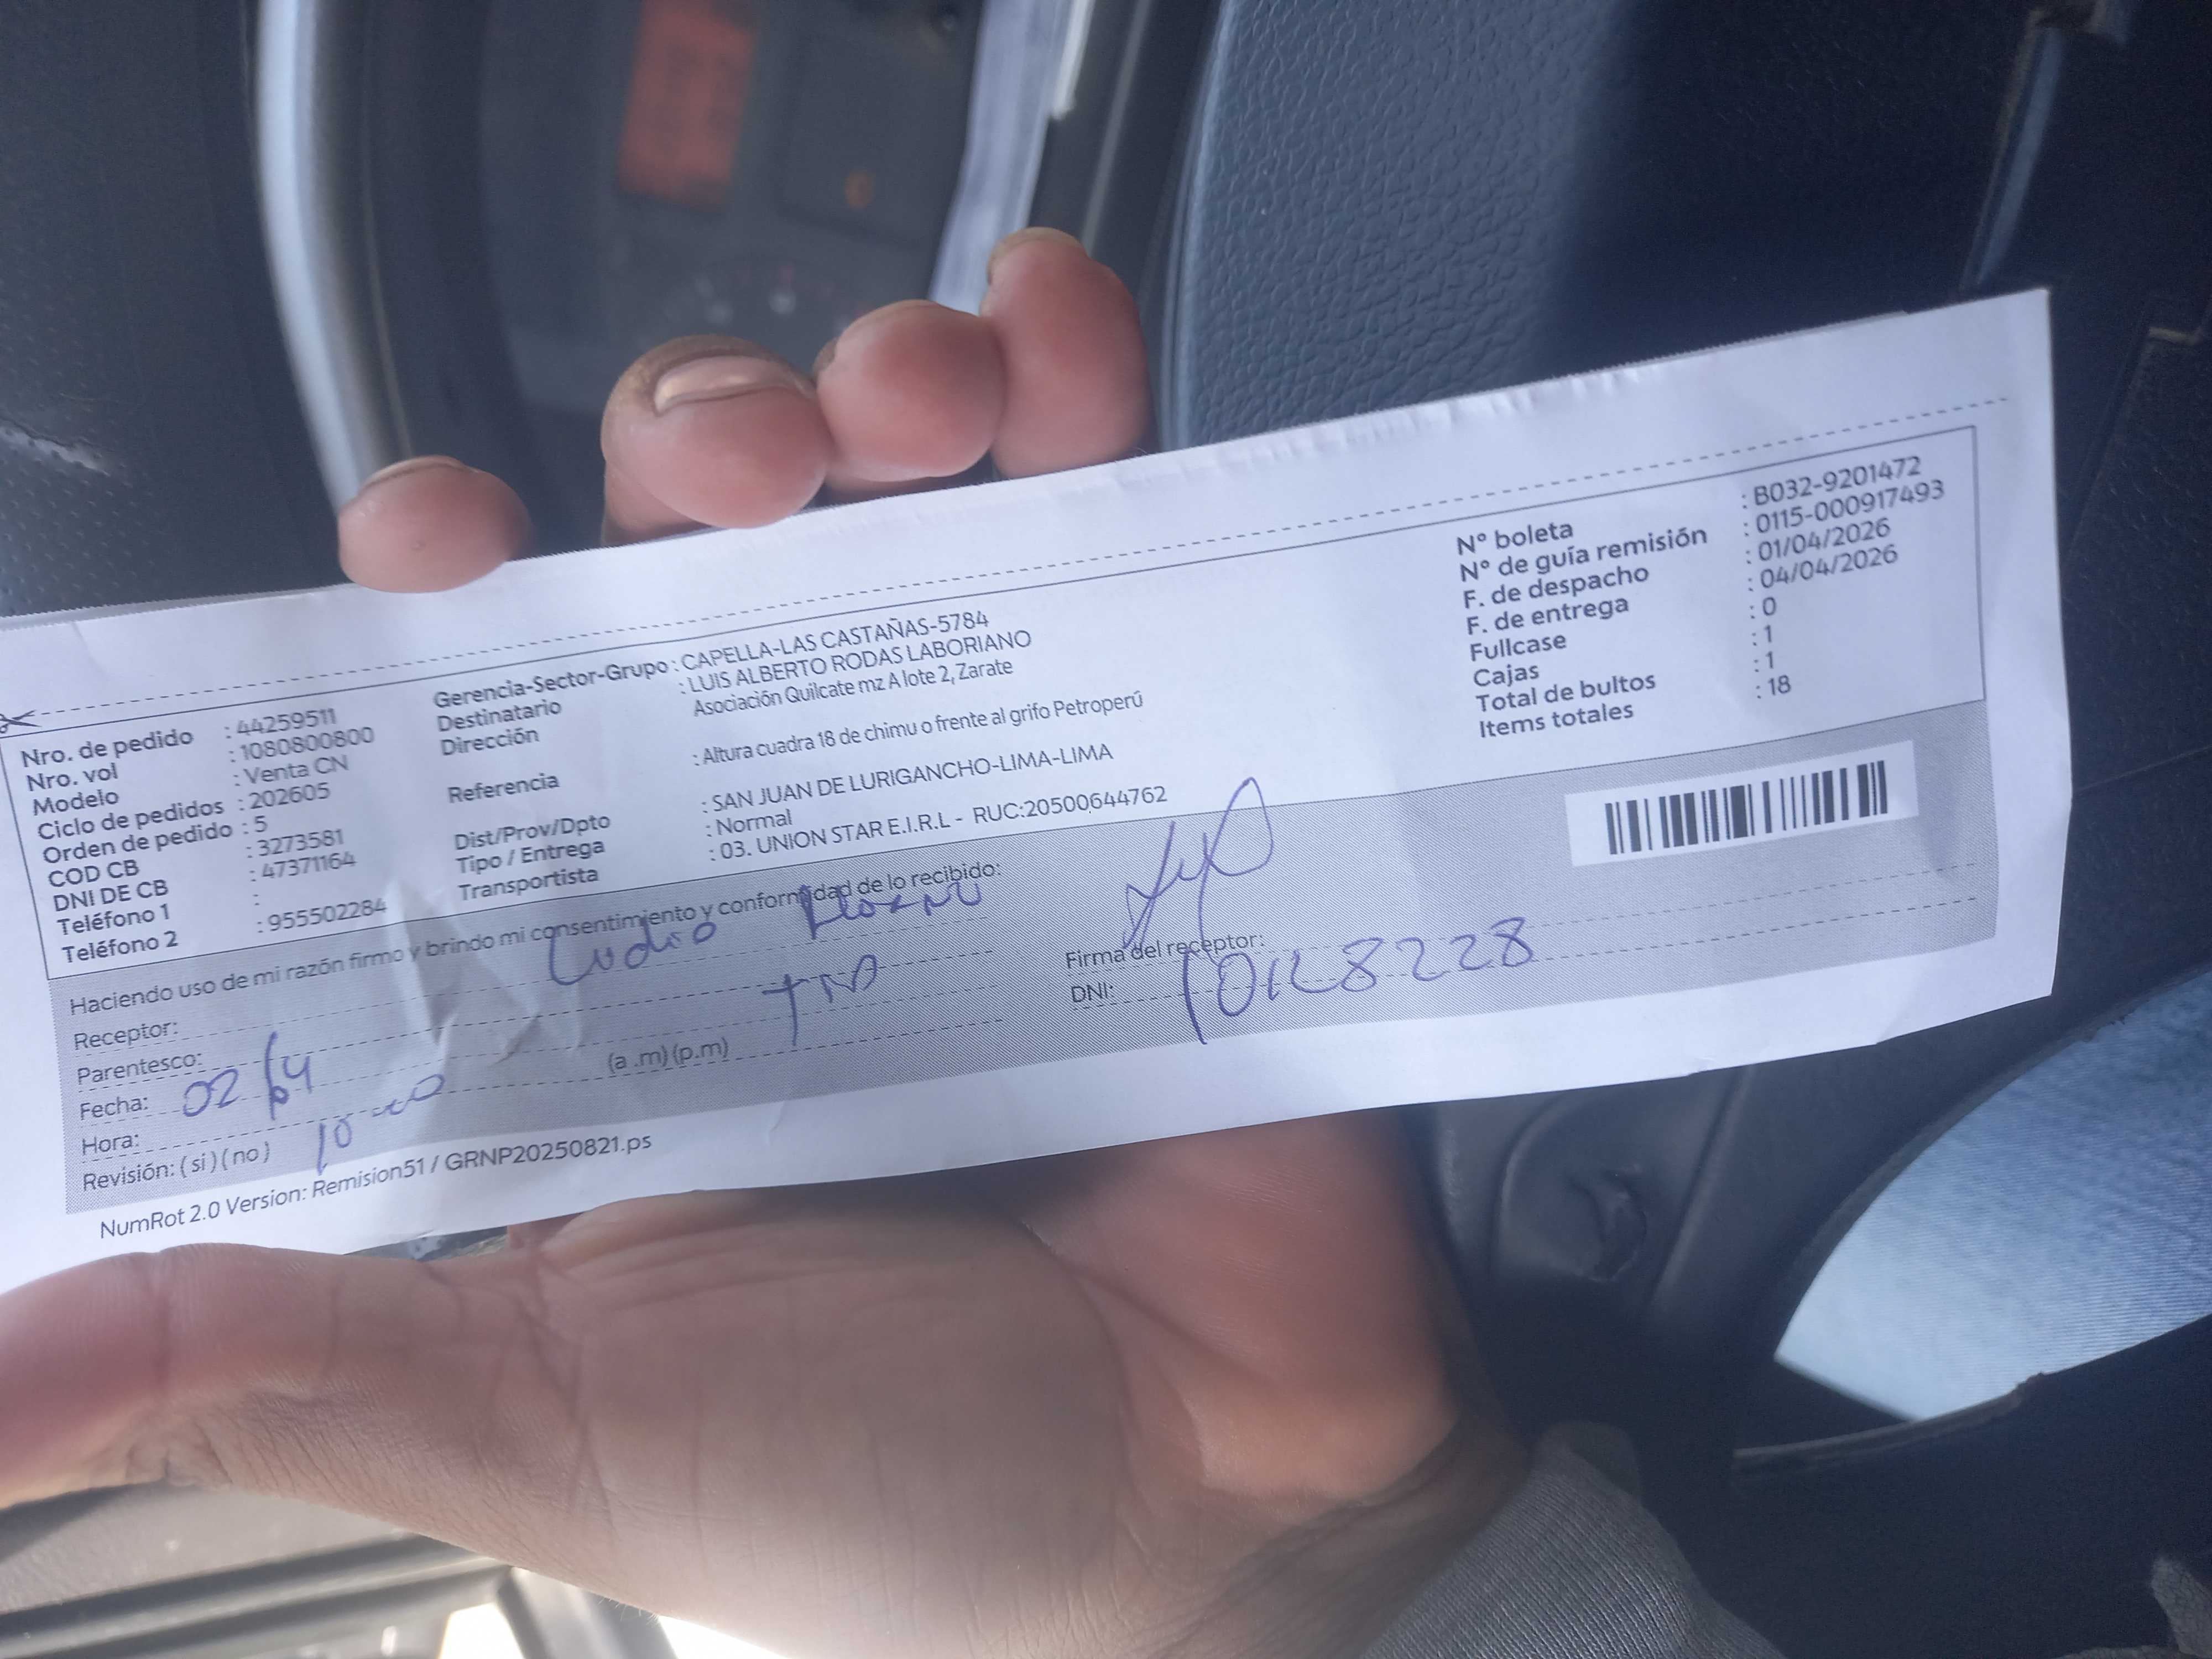 Nro. de pedido : 44259511
Nro. vol : 1080800800
Modelo : Venta CN
Ciclo de pedidos : 202605
Orden de pedido : 5
COD CB : 3273581
DNI DE CB : 47371164
Teléfono 1 :
Teléfono 2 : 955502284
Gerencia-Sector-Grupo : CAPELLA-LAS CASTAÑAS-5784
Destinatario : LUIS ALBERTO RODAS LABORIANO
Dirección Asociación Quilcate mz A lote 2, Zarate
Referencia : Altura cuadra 18 de chimu o frente al grifo Petroperú
Dist/Prov/Dpto : SAN JUAN DE LURIGANCHO-LIMA-LIMA
Tipo / Entrega : Normal
Transportista : 03. UNION STAR E.I.R.L - RUC:20500644762
Nº boleta : B032-9201472
Nº de guía remisión : 0115-000917493
F. de despacho : 01/04/2026
F. de entrega : 04/04/2026
Fullcase : 0
Cajas : 1
Total de bultos : 1
Items totales : 18
Haciendo uso de mi razón firmo y brindo mi consentimiento y conformidad de lo recibido:
Receptor:
Parentesco:
Fecha: 02/04
Hora: 10 (a .m) (p.m)
Revisión: ( si ) ( no )
Firma del receptor:
DNI:
NumRot 2.0 Version: Remision51 / GRNP20250821.ps